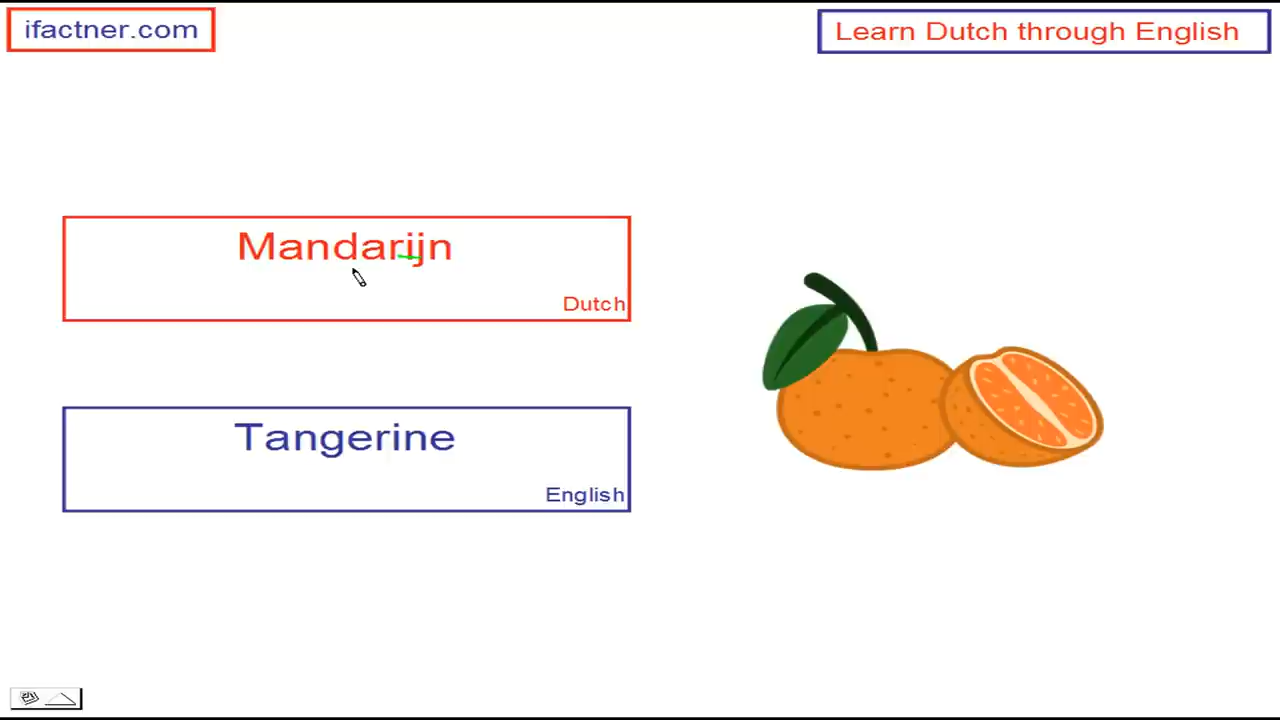 ifactner.com
Learn Dutch through English
Mandarijn
Dutch
Tangerine
English